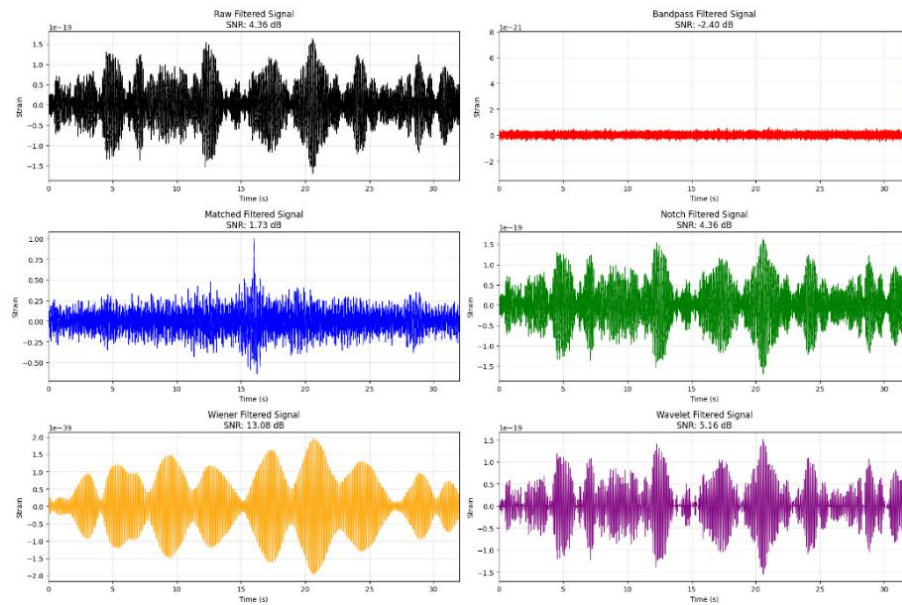 Raw Filtered Signal
SNR: 4.36 dB
1e−19
1.5
1.0
0.5
0.0
−0.5
−1.0
−1.5
Strain
0 5 10 15 20 25 30
Time (s)
Bandpass Filtered Signal
SNR: -2.40 dB
1e−21
8
6
4
2
0
−2
Strain
0 5 10 15 20 25 30
Time (s)
Matched Filtered Signal
SNR: 1.73 dB
1.00
0.75
0.50
0.25
0.00
−0.25
−0.50
Strain
0 5 10 15 20 25 30
Time (s)
Notch Filtered Signal
SNR: 4.36 dB
1e−19
1.5
1.0
0.5
0.0
−0.5
−1.0
−1.5
Strain
0 5 10 15 20 25 30
Time (s)
Wiener Filtered Signal
SNR: 13.08 dB
1e−39
2.0
1.5
1.0
0.5
0.0
−0.5
−1.0
−1.5
−2.0
Strain
0 5 10 15 20 25 30
Time (s)
Wavelet Filtered Signal
SNR: 5.16 dB
1e−19
1.5
1.0
0.5
0.0
−0.5
−1.0
−1.5
Strain
0 5 10 15 20 25 30
Time (s)